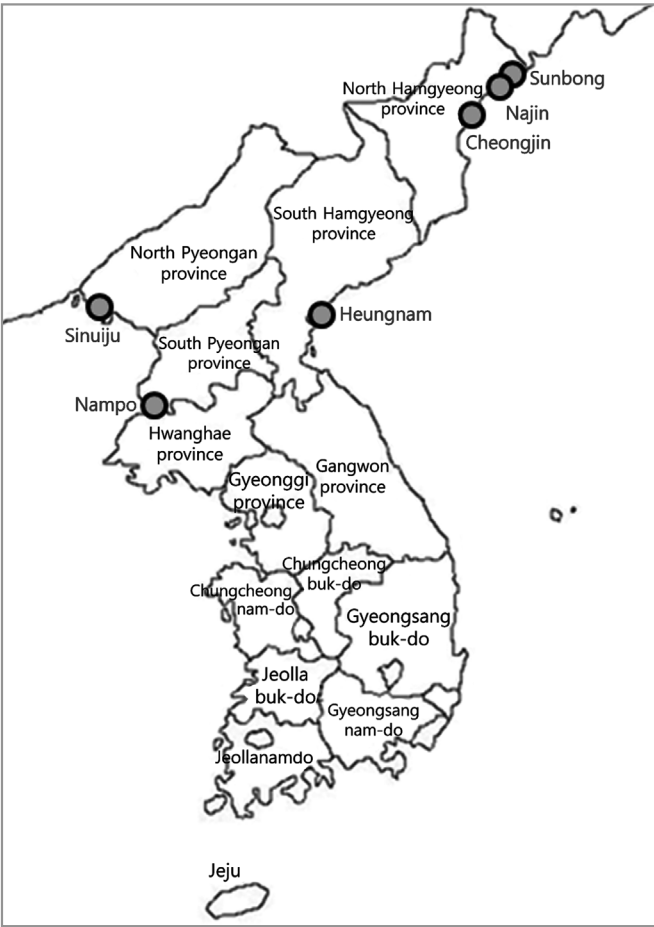 Sunbong
North Hamgyeong
province
Najin
Cheongjin
South Hamgyeong
province
North Pyeongan
province
Heungnam
Sinuiju
South Pyeongan
province
Nampo
Hwanghae
province
Gangwon
province
Gyeonggi
province
Chungcheong
buk-do
Chungcheong
nam-do
Gyeongsang
buk-do
Jeolla
buk-do
Gyeongsang
nam-do
Jeollanamdo
Jeju